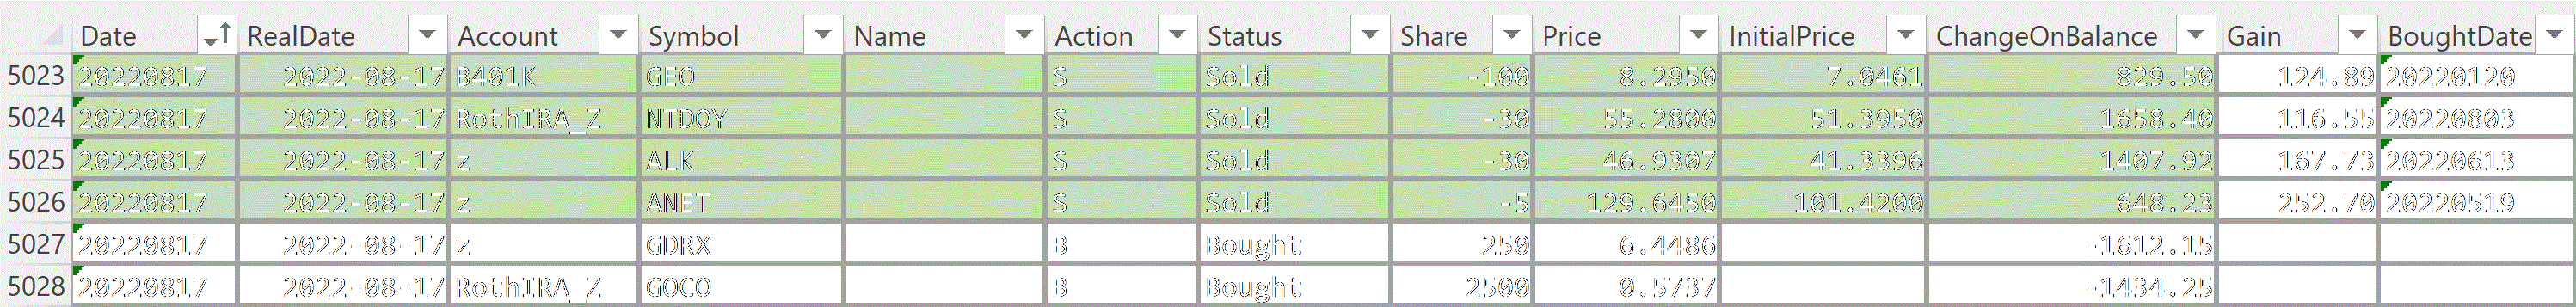 Date RealDate Account Symbol Name Action Status Share Price InitialPrice ChangeOnBalance Gain BoughtDate
5023 20220817 2022-08-17 B401K GEO S Sold -100 8.2950 7.0461 829.50 124.89 20220120
5024 20220817 2022-08-17 RothIRA_Z NTDOY S Sold -30 55.2800 51.3950 1658.40 116.55 20220803
5025 20220817 2022-08-17 z ALK S Sold -30 46.9307 41.3396 1407.92 167.73 20220613
5026 20220817 2022-08-17 z ANET S Sold -5 129.6450 101.4200 648.23 252.70 20220519
5027 20220817 2022-08-17 z GDRX B Bought 250 6.4486 -1612.15
5028 20220817 2022-08-17 RothIRA_Z GOCO B Bought 2500 0.5737 -1434.25